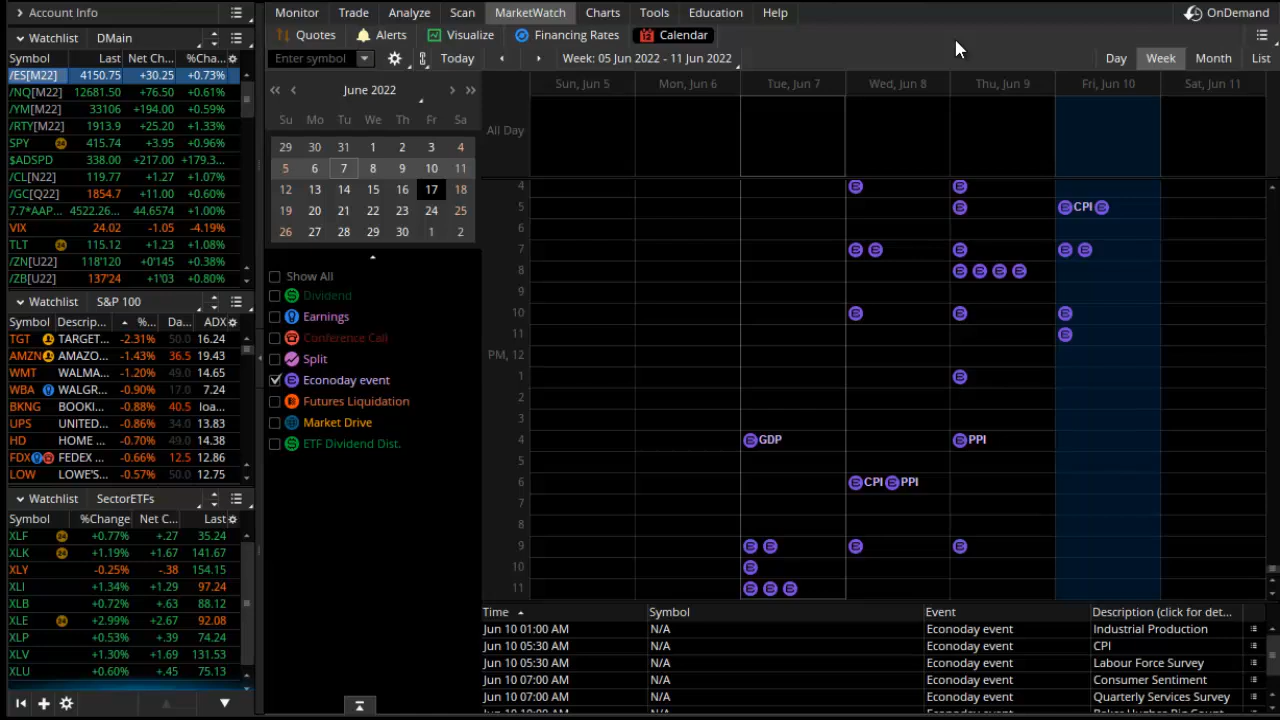 Account Info
Monitor Trade Analyze Scan MarketWatch Charts Tools Education Help OnDemand
Quotes Alerts Visualize Financing Rates Calendar
Watchlist DMain
Symbol Last Net Ch... %Cha...
/ES[M22] 4150.75 +30.25 +0.73%
/NQ[M22] 12681.50 +76.50 +0.61%
/YM[M22] 33106 +194.00 +0.59%
/RTY[M22] 1913.9 +25.20 +1.33%
SPY 24 415.74 +3.95 +0.96%
$ADSPD 338.00 +217.00 +179.3...
/CL[N22] 119.77 +1.27 +1.07%
/GC[Q22] 1854.7 +11.00 +0.60%
7.7*AAP... 4522.26... 44.6574 +1.00%
VIX 24.02 -1.05 -4.19%
TLT 24 115.12 +1.23 +1.08%
/ZN[U22] 118'120 +0'145 +0.38%
/ZB[U22] 137'24 +1'03 +0.80%
Watchlist S&P 100
Symbol Descrip... %... Da... ADX
TGT TARGET... -2.31% 50.0 16.24
AMZN AMAZO... -1.43% 36.5 19.43
WMT WALMA... -1.20% 49.0 14.65
WBA WALGR... -0.90% 17.0 7.24
BKNG BOOKI... -0.88% 40.5 loa...
UPS UNITED... -0.86% 34.0 13.83
HD HOME ... -0.70% 49.0 14.38
FDX FEDEX ... -0.66% 12.5 12.86
LOW LOWE'S... -0.57% 50.0 12.75
Watchlist SectorETFs
Symbol %Change Net C... Last
XLF 24 +0.77% +.27 35.24
XLK 24 +1.19% +1.67 141.67
XLY -0.25% -.38 154.15
XLI +1.34% +1.29 97.24
XLB +0.72% +.63 88.12
XLE 24 +2.99% +2.67 92.08
XLP +0.53% +.39 74.24
XLV +1.30% +1.69 131.53
XLU +0.60% +.45 75.13
Enter symbol Today Week: 05 Jun 2022 - 11 Jun 2022 Day Week Month List
June 2022
Su Mo Tu We Th Fr Sa
29 30 31 1 2 3 4
5 6 7 8 9 10 11
12 13 14 15 16 17 18
19 20 21 22 23 24 25
26 27 28 29 30 1 2
Show All
Dividend
Earnings
Conference Call
Split
Econoday event
Futures Liquidation
Market Drive
ETF Dividend Dist.
Sun, Jun 5 Mon, Jun 6 Tue, Jun 7 Wed, Jun 8 Thu, Jun 9 Fri, Jun 10 Sat, Jun 11
All Day
4
5 CPI
6
7
8
9
10
11
PM, 12
1
2
3
4 GDP PPI
5
6 CPI PPI
7
8
9
10
11
Time Symbol Event Description (click for det...
Jun 10 01:00 AM N/A Econoday event Industrial Production
Jun 10 05:30 AM N/A Econoday event CPI
Jun 10 05:30 AM N/A Econoday event Labour Force Survey
Jun 10 07:00 AM N/A Econoday event Consumer Sentiment
Jun 10 07:00 AM N/A Econoday event Quarterly Services Survey